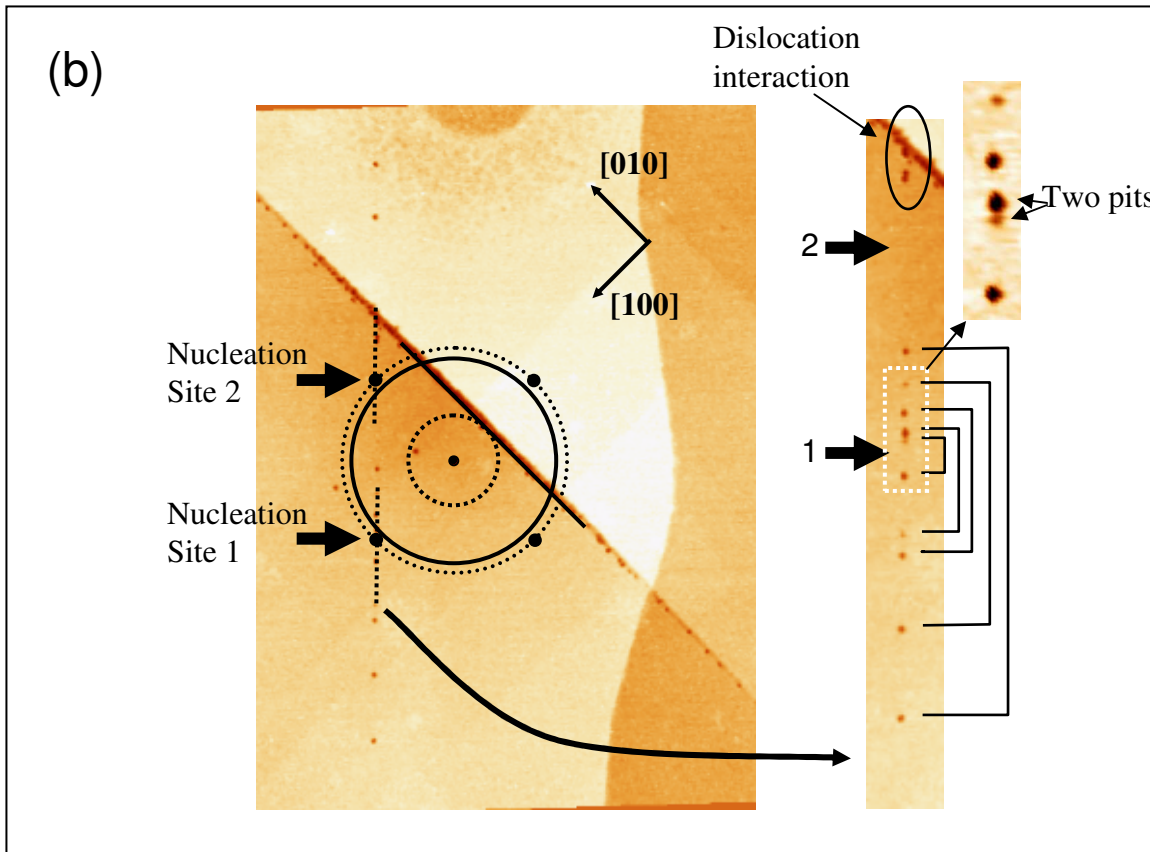 (b)
Dislocation
interaction
[010]
[100]
Two pits
2
1
Nucleation
Site 2
Nucleation
Site 1